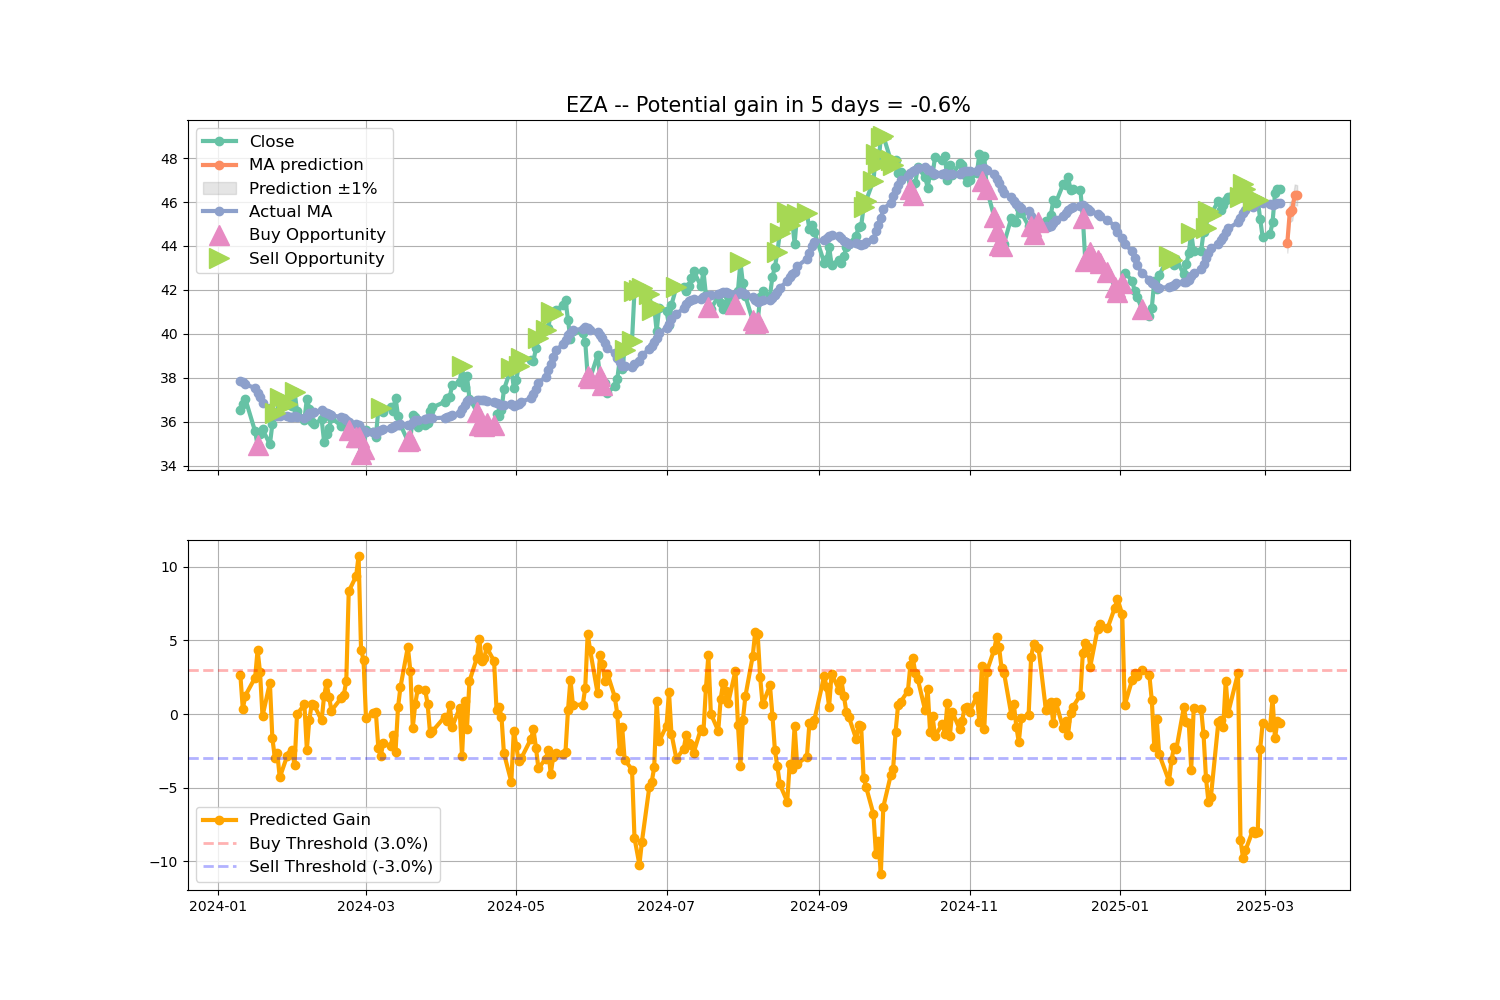 EZA -- Potential gain in 5 days = -0.6%
Close
MA prediction
Prediction ±1%
Actual MA
Buy Opportunity
Sell Opportunity
48
46
44
42
40
38
36
34
10
5
0
−5
−10
Predicted Gain
Buy Threshold (3.0%)
Sell Threshold (-3.0%)
2024-01 2024-03 2024-05 2024-07 2024-09 2024-11 2025-01 2025-03